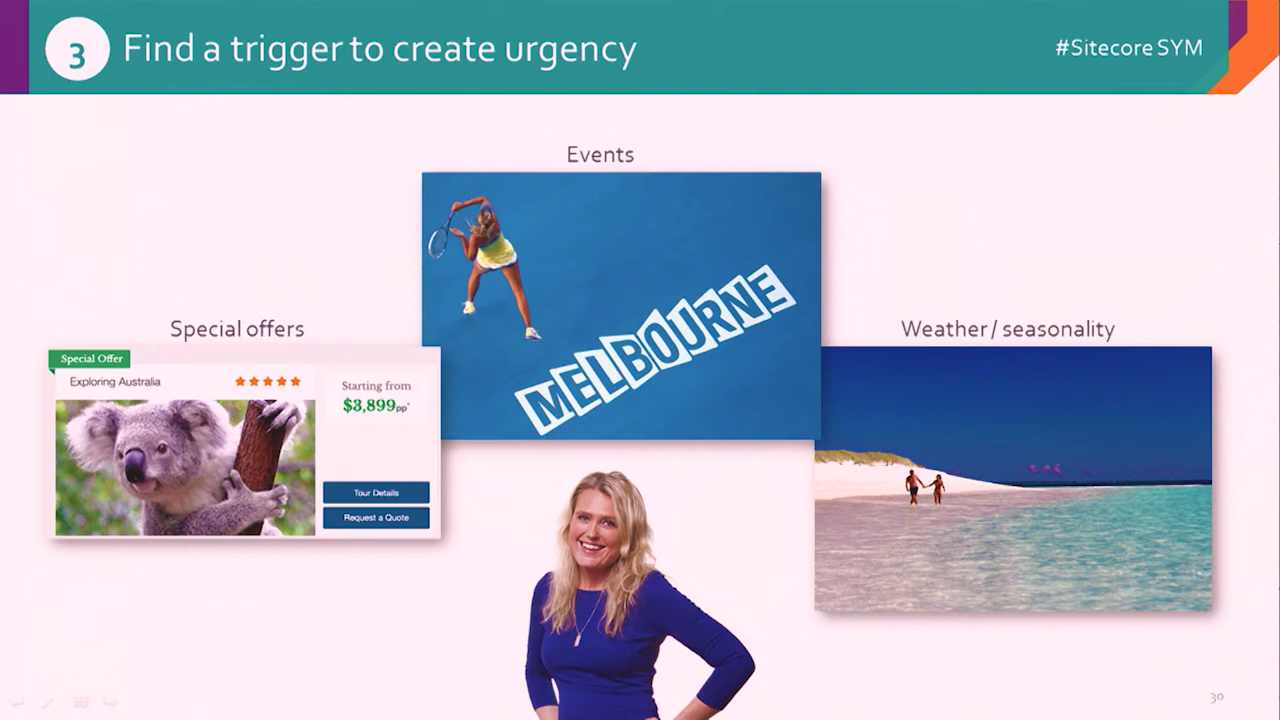 3
Find a trigger to create urgency
#Sitecore SYM
Events
MELBOURNE
Special offers
Special Offer
Exploring Australia
Starting from
$3,899pp*
Tour Details
Request a Quote
Weather / seasonality
30